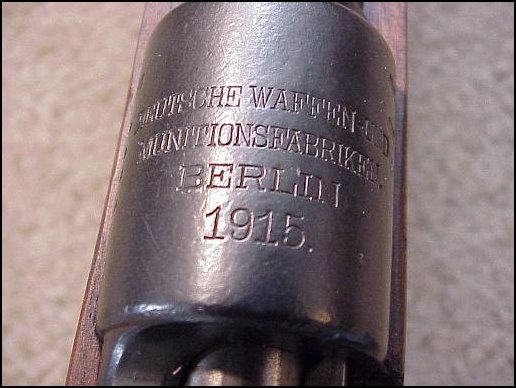 DEUTSCHE WAFFEN-UND
MUNITIONSFABRIKEN.
BERLIN
1915.